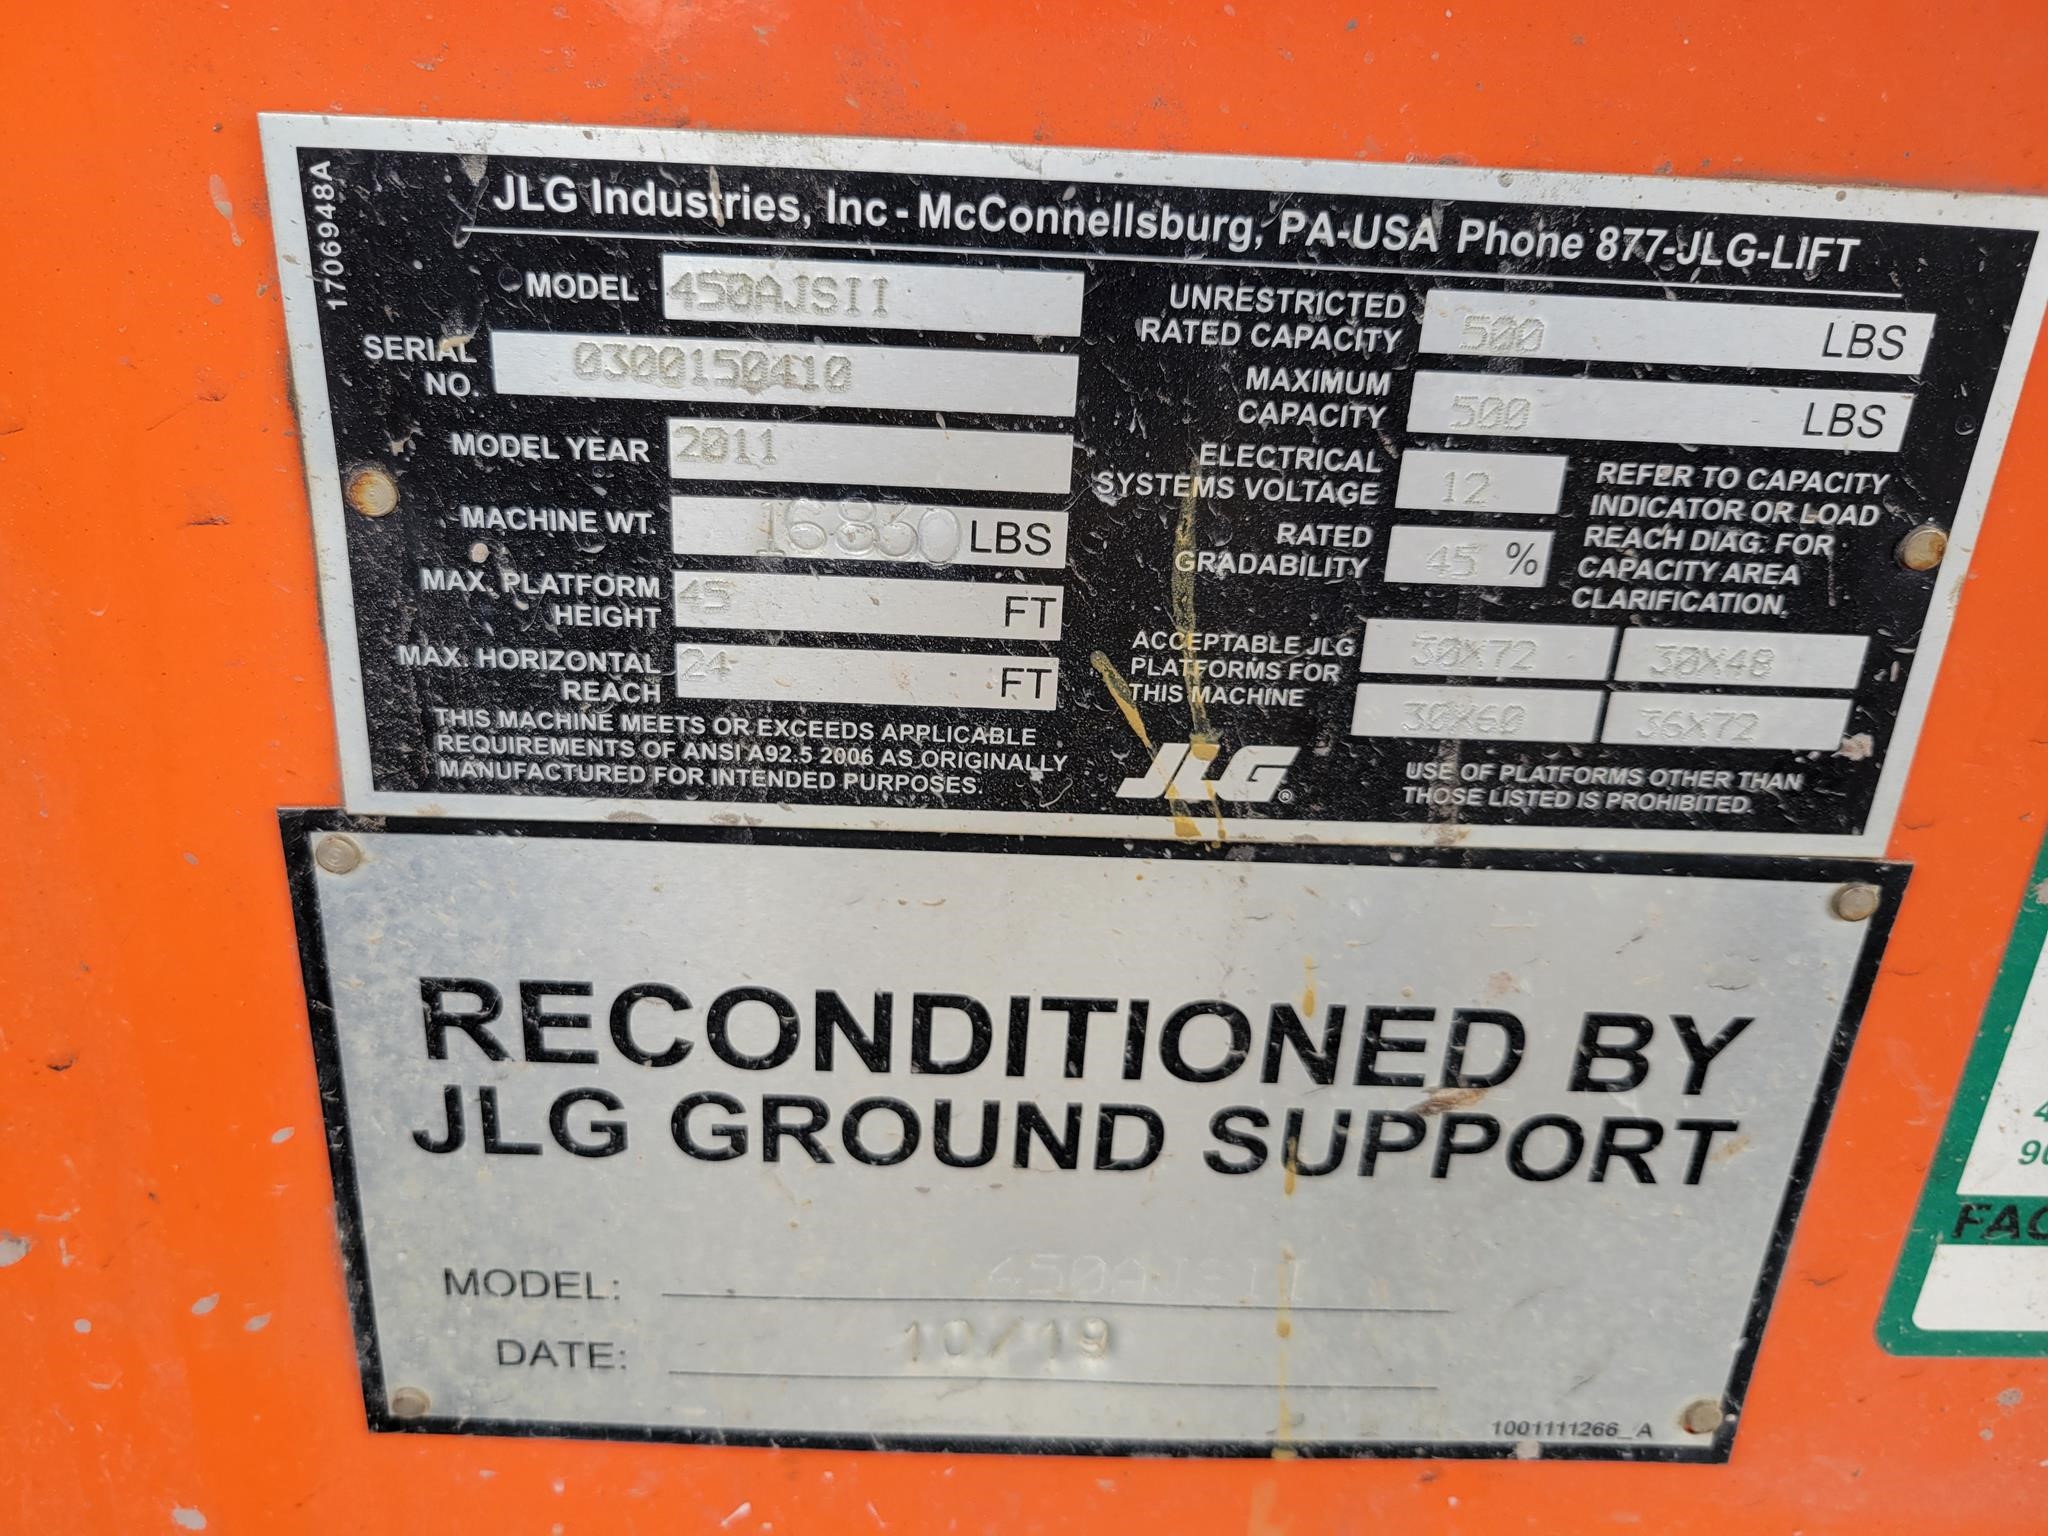 1706948A
JLG Industries, Inc - McConnellsburg, PA-USA Phone 877-JLG-LIFT
MODEL 450AJSII
SERIAL NO. 0300150410
MODEL YEAR 2011
MACHINE WT. 16830 LBS
MAX. PLATFORM HEIGHT 45 FT
MAX. HORIZONTAL REACH 24 FT
THIS MACHINE MEETS OR EXCEEDS APPLICABLE
REQUIREMENTS OF ANSI A92.5 2006 AS ORIGINALLY
MANUFACTURED FOR INTENDED PURPOSES.
UNRESTRICTED
RATED CAPACITY 500 LBS
MAXIMUM
CAPACITY 500 LBS
ELECTRICAL
SYSTEMS VOLTAGE 12
RATED
GRADABILITY 45 %
REFER TO CAPACITY
INDICATOR OR LOAD
REACH DIAG. FOR
CAPACITY AREA
CLARIFICATION.
ACCEPTABLE JLG
PLATFORMS FOR
THIS MACHINE
30X72 30X48
30X60 36X72
JLG®
USE OF PLATFORMS OTHER THAN
THOSE LISTED IS PROHIBITED.
RECONDITIONED BY
JLG GROUND SUPPORT
MODEL: 450AJ-II
DATE: 10/19
1001111266_A
4
90
FAC